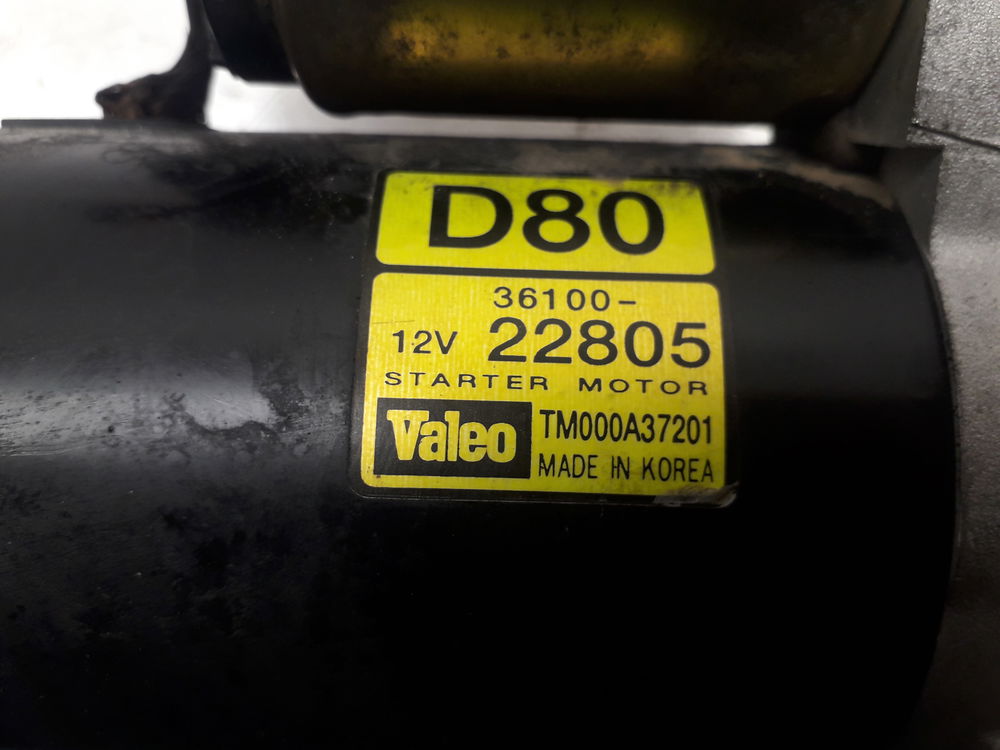 D80
36100-
12V 22805
STARTER MOTOR
Valeo TM000A37201
MADE IN KOREA